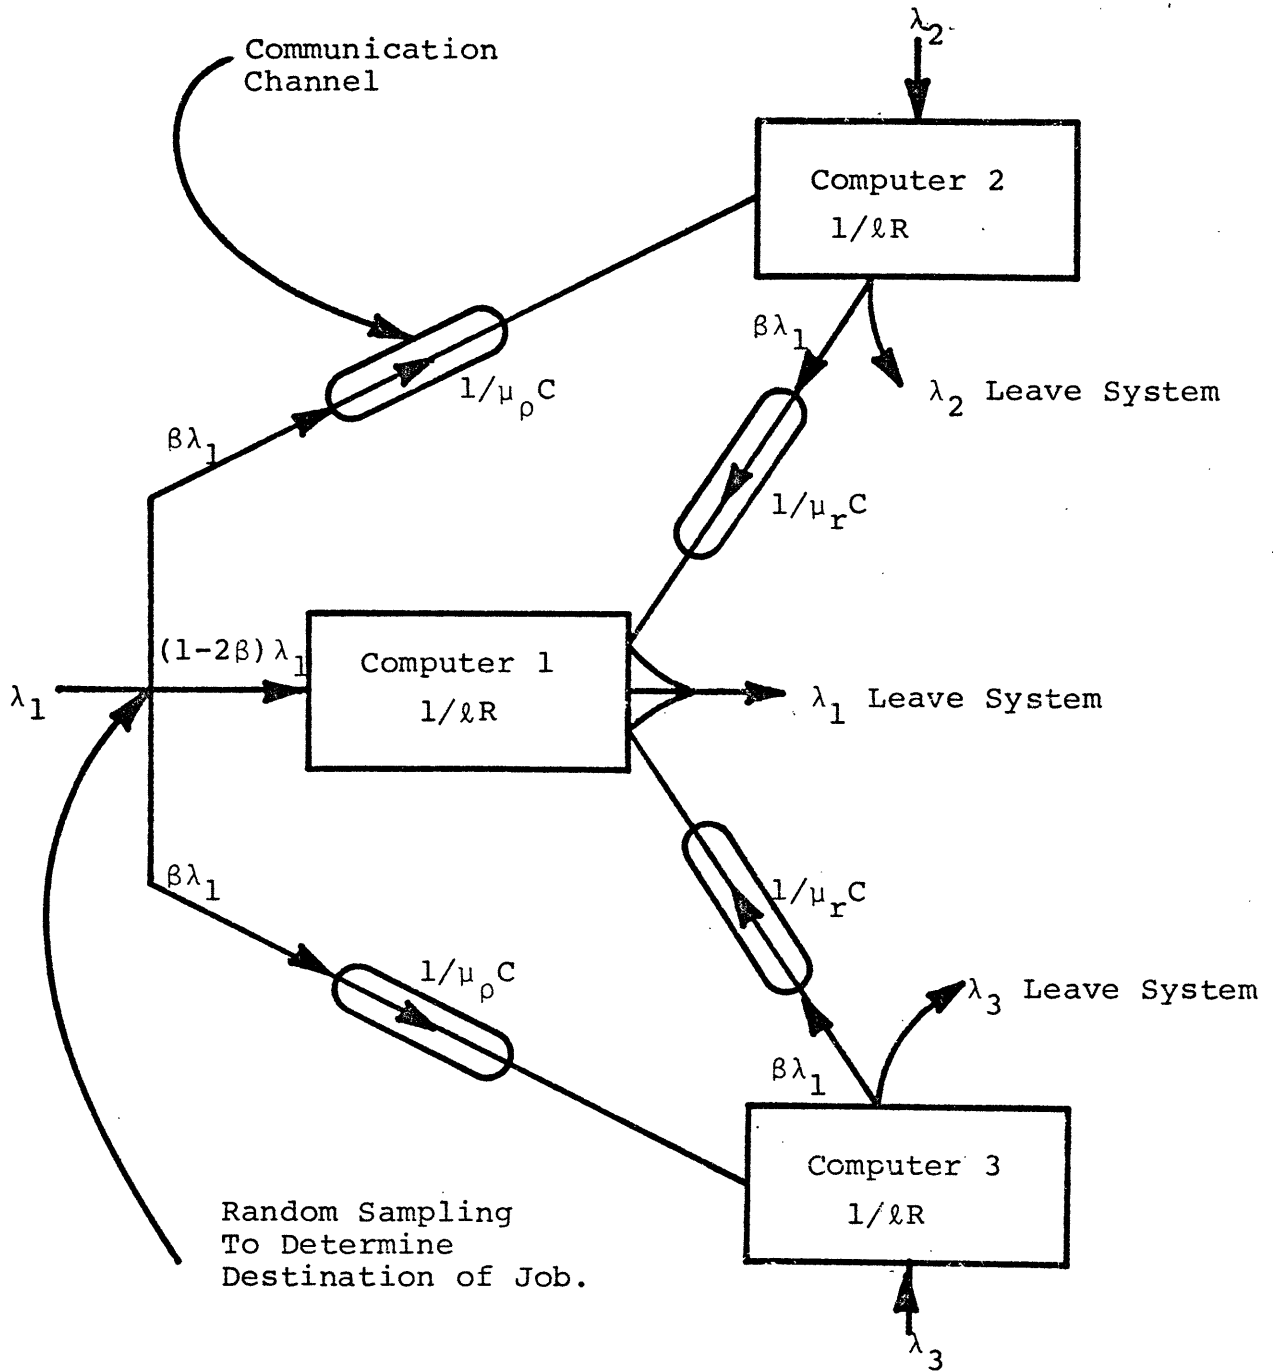 Communication
Channel
λ₂
Computer 2
1/ℓR
βλ₁
1/μᵨC
λ₂ Leave System
βλ₁
1/μᵣC
(1-2β)λ₁
Computer 1
1/ℓR
λ₁
λ₁ Leave System
βλ₁
1/μᵣC
1/μᵨC
λ₃ Leave System
βλ₁
Computer 3
1/ℓR
Random Sampling
To Determine
Destination of Job.
λ₃